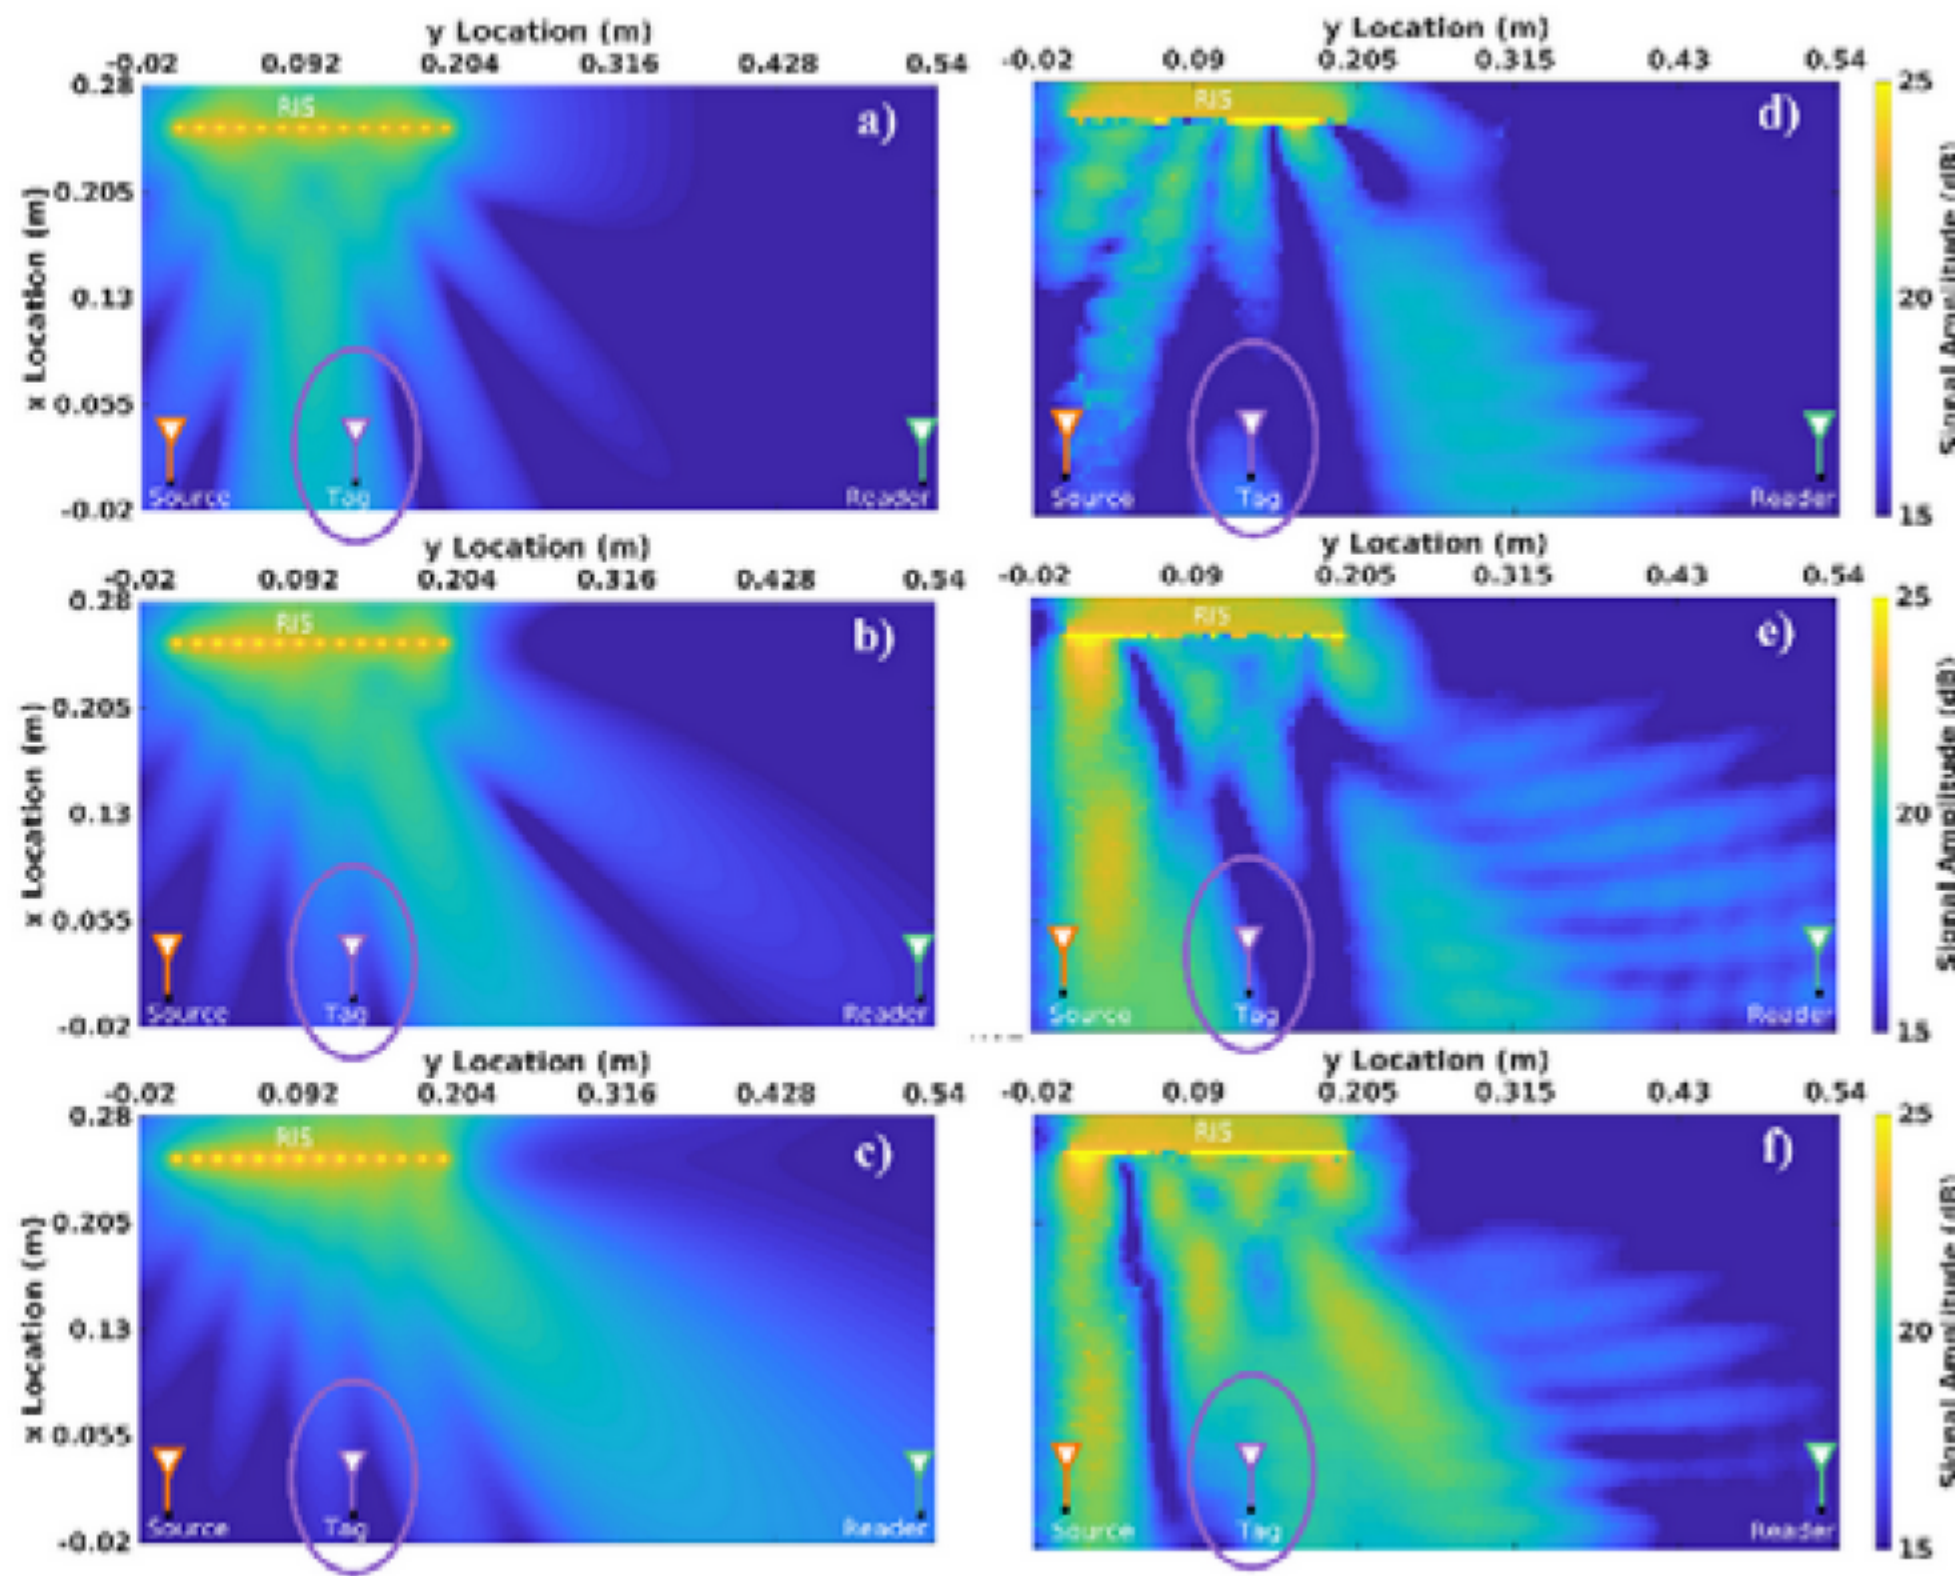 y Location (m)
-0.02 0.092 0.204 0.316 0.428 0.54
0.28
0.205
0.13
0.055
-0.02
x Location (m)
RIS
a)
Source
Tag
Reader
y Location (m)
-0.02 0.09 0.205 0.315 0.43 0.54
RIS
d)
Source
Tag
Reader
25
20
15
Signal Amplitude (dB)
y Location (m)
-0.02 0.092 0.204 0.316 0.428 0.54
0.28
0.205
0.13
0.055
-0.02
x Location (m)
RIS
b)
Source
Tag
Reader
y Location (m)
-0.02 0.09 0.205 0.315 0.43 0.54
RIS
e)
Source
Tag
Reader
25
20
15
Signal Amplitude (dB)
y Location (m)
-0.02 0.092 0.204 0.316 0.428 0.54
0.28
0.205
0.13
0.055
-0.02
x Location (m)
RIS
c)
Source
Tag
Reader
y Location (m)
-0.02 0.09 0.205 0.315 0.43 0.54
RIS
f)
Source
Tag
Reader
25
20
15
Signal Amplitude (dB)